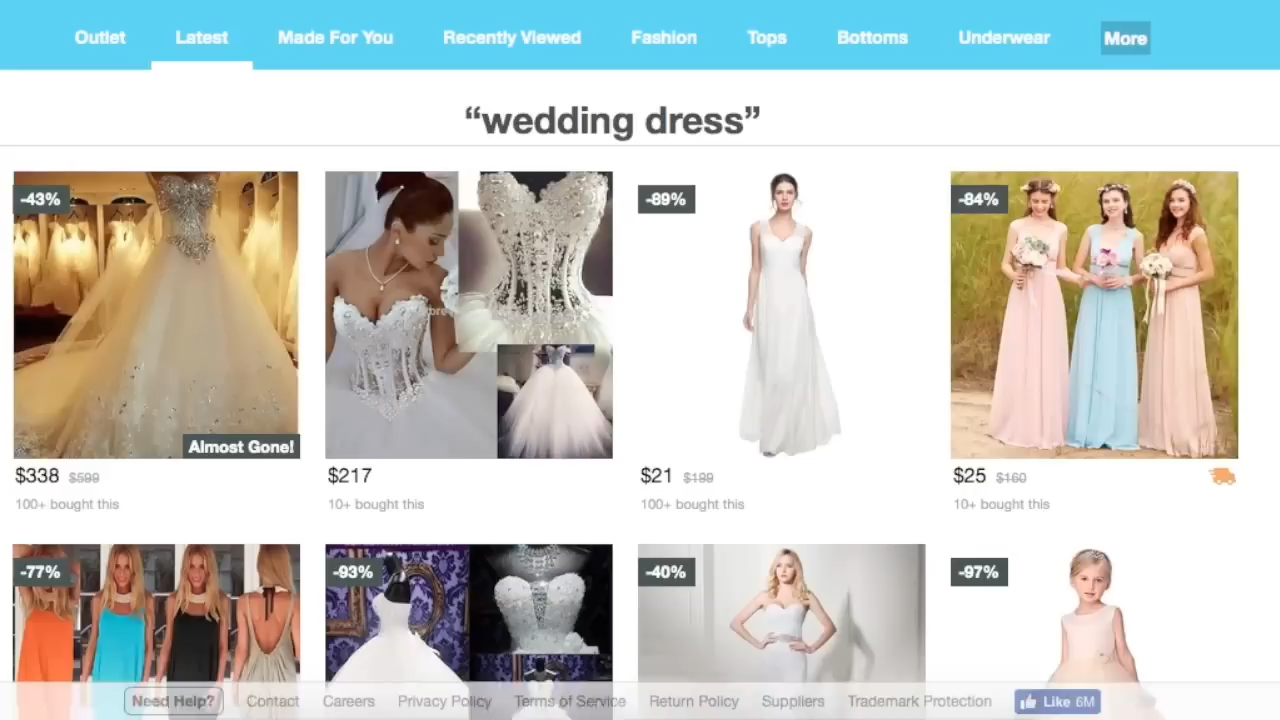 Outlet Latest Made For You Recently Viewed Fashion Tops Bottoms Underwear More
“wedding dress”
-43%
-89%
-84%
Almost Gone!
$338 $599
100+ bought this
$217
10+ bought this
$21 $199
100+ bought this
$25 $160
10+ bought this
-77%
-93%
-40%
-97%
Need Help? Contact Careers Privacy Policy Terms of Service Return Policy Suppliers Trademark Protection Like 6M